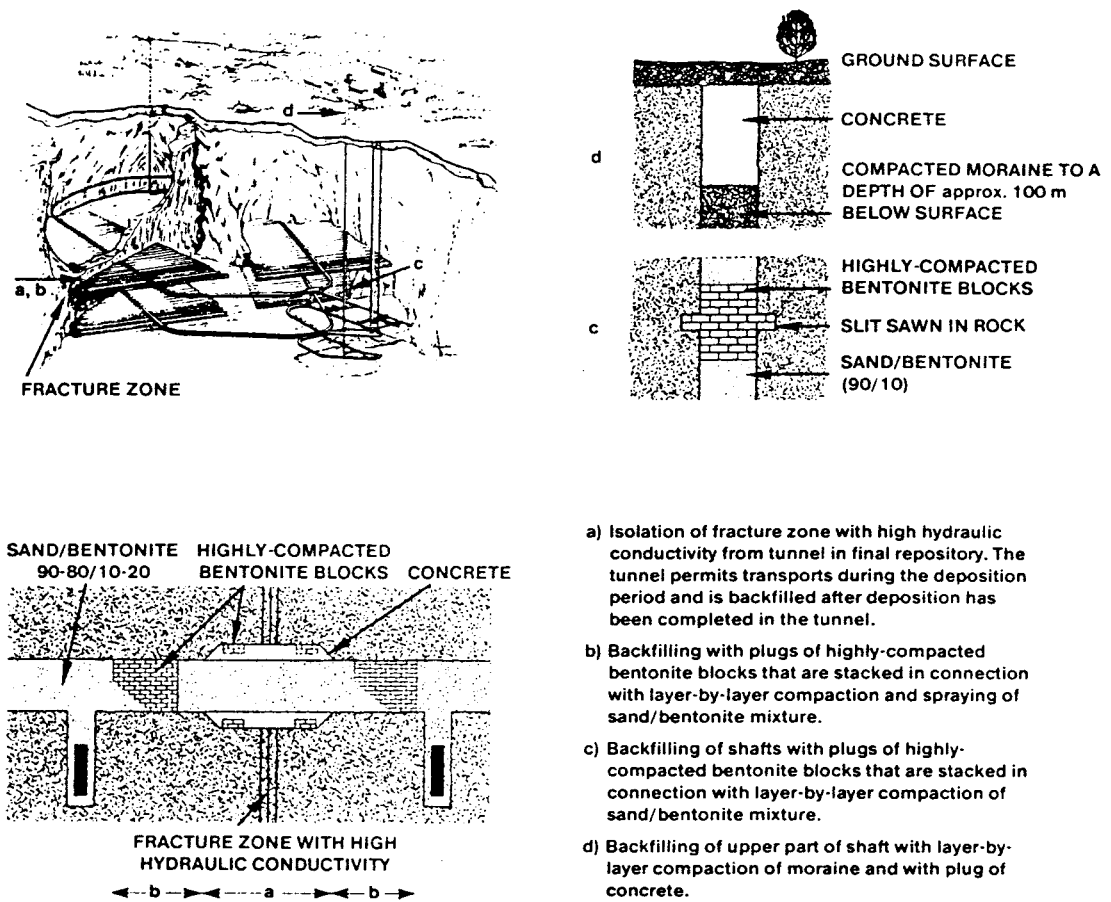 d
a, b
c
FRACTURE ZONE
d
GROUND SURFACE
CONCRETE
COMPACTED MORAINE TO A
DEPTH OF approx. 100 m
BELOW SURFACE
c
HIGHLY-COMPACTED
BENTONITE BLOCKS
SLIT SAWN IN ROCK
SAND/BENTONITE
(90/10)
SAND/BENTONITE
90-80/10-20
HIGHLY-COMPACTED
BENTONITE BLOCKS
CONCRETE
FRACTURE ZONE WITH HIGH
HYDRAULIC CONDUCTIVITY
b a b
a) Isolation of fracture zone with high hydraulic
conductivity from tunnel in final repository. The
tunnel permits transports during the deposition
period and is backfilled after deposition has
been completed in the tunnel.
b) Backfilling with plugs of highly-compacted
bentonite blocks that are stacked in connection
with layer-by-layer compaction and spraying of
sand/bentonite mixture.
c) Backfilling of shafts with plugs of highly-
compacted bentonite blocks that are stacked in
connection with layer-by-layer compaction of
sand/bentonite mixture.
d) Backfilling of upper part of shaft with layer-by-
layer compaction of moraine and with plug of
concrete.